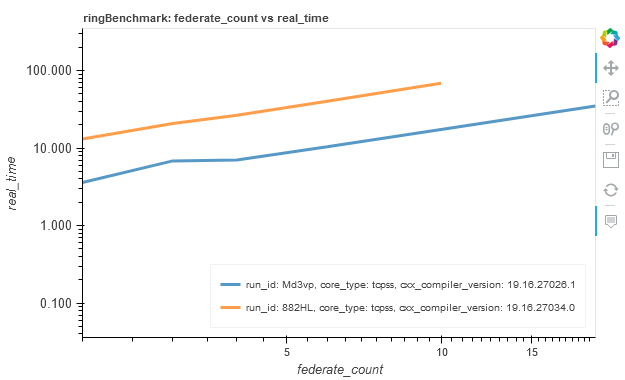 ringBenchmark: federate_count vs real_time
100.000
10.000
1.000
0.100
real_time
run_id: Md3vp, core_type: tcpss, cxx_compiler_version: 19.16.27026.1
run_id: 882HL, core_type: tcpss, cxx_compiler_version: 19.16.27034.0
5
10
15
federate_count